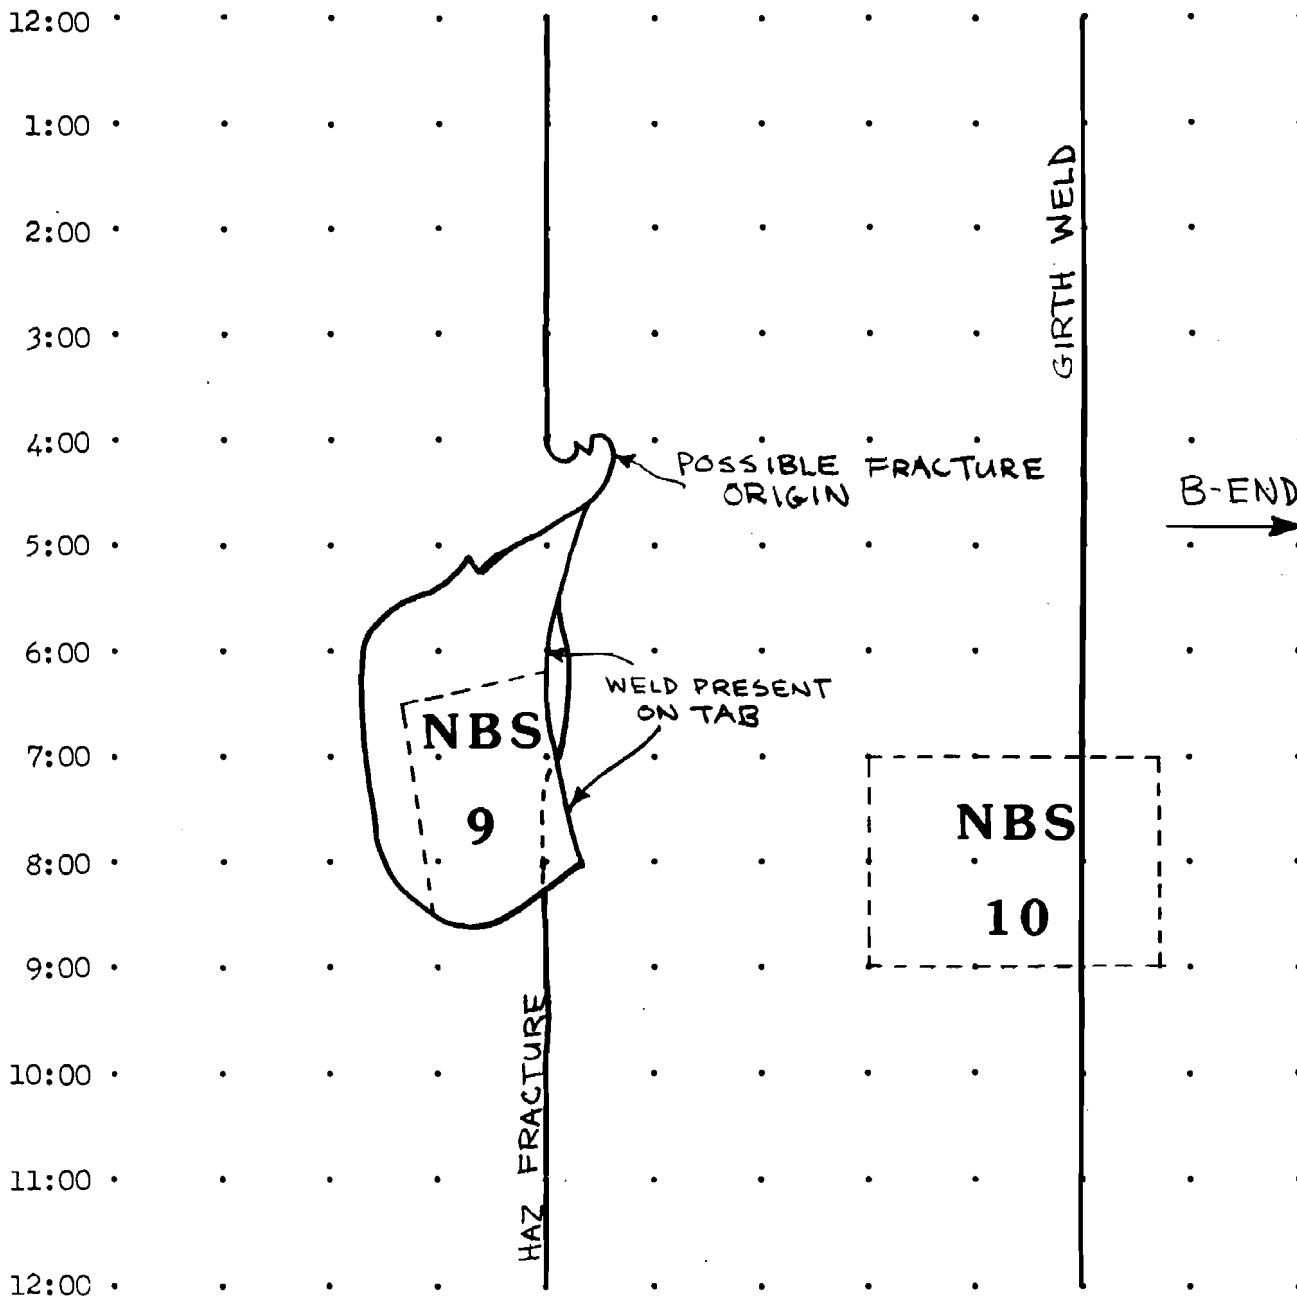 12:00
1:00
GIRTH WELD
2:00
3:00
4:00
POSSIBLE FRACTURE
ORIGIN
B-END
5:00
6:00
WELD PRESENT
ON TAB
NBS
9
7:00
NBS
10
8:00
9:00
HAZ FRACTURE
10:00
11:00
12:00